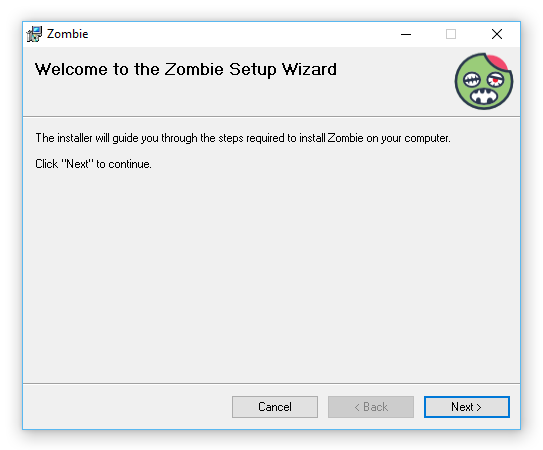 Zombie
Welcome to the Zombie Setup Wizard
The installer will guide you through the steps required to install Zombie on your computer.
Click "Next" to continue.
Cancel
< Back
Next >